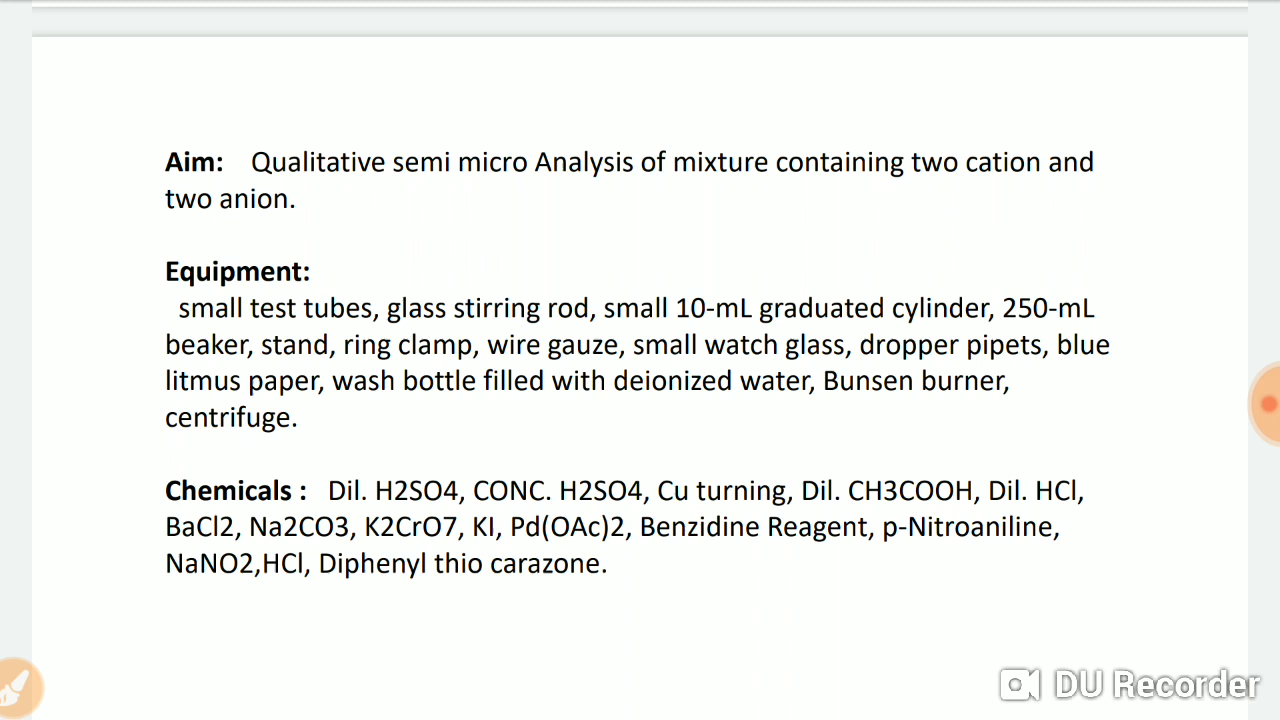 Aim: Qualitative semi micro Analysis of mixture containing two cation and
two anion.
Equipment:
small test tubes, glass stirring rod, small 10-mL graduated cylinder, 250-mL
beaker, stand, ring clamp, wire gauze, small watch glass, dropper pipets, blue
litmus paper, wash bottle filled with deionized water, Bunsen burner,
centrifuge.
Chemicals : Dil. H2SO4, CONC. H2SO4, Cu turning, Dil. CH3COOH, Dil. HCl,
BaCl2, Na2CO3, K2CrO7, KI, Pd(OAc)2, Benzidine Reagent, p-Nitroaniline,
NaNO2,HCl, Diphenyl thio carazone.
DU Recorder